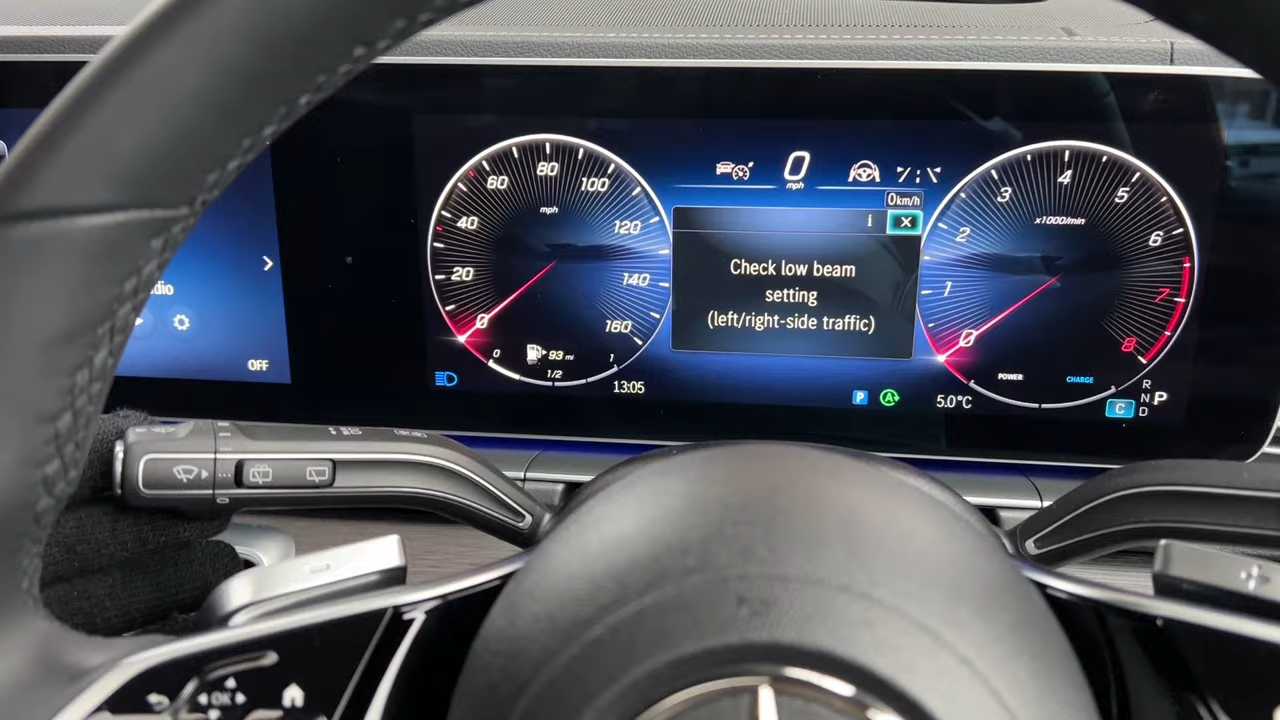 dio
OFF
0
20
40
60
80
100
120
140
160
mph
0
1/2
1
93 mi
13:05
0
mph
0km/h
i
Check low beam
setting
(left/right-side traffic)
P
A
5.0°C
0
1
2
3
4
5
6
7
8
x1000/min
POWER
CHARGE
C
R
N
D
P
OK